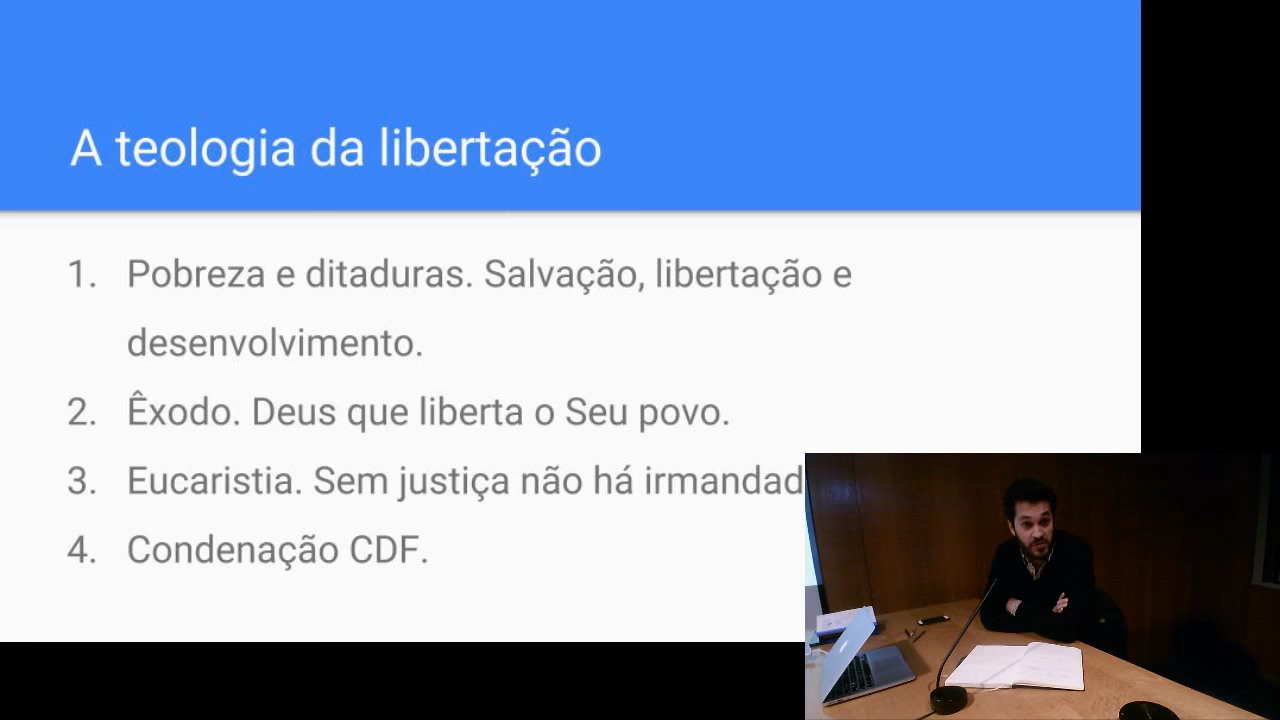 A teologia da libertação
1. Pobreza e ditaduras. Salvação, libertação e
desenvolvimento.
2. Êxodo. Deus que liberta o Seu povo.
3. Eucaristia. Sem justiça não há irmandad
4. Condenação CDF.